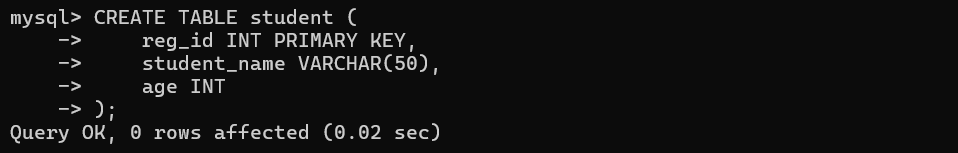 mysql> CREATE TABLE student (
    ->     reg_id INT PRIMARY KEY,
    ->     student_name VARCHAR(50),
    ->     age INT
    -> );
Query OK, 0 rows affected (0.02 sec)